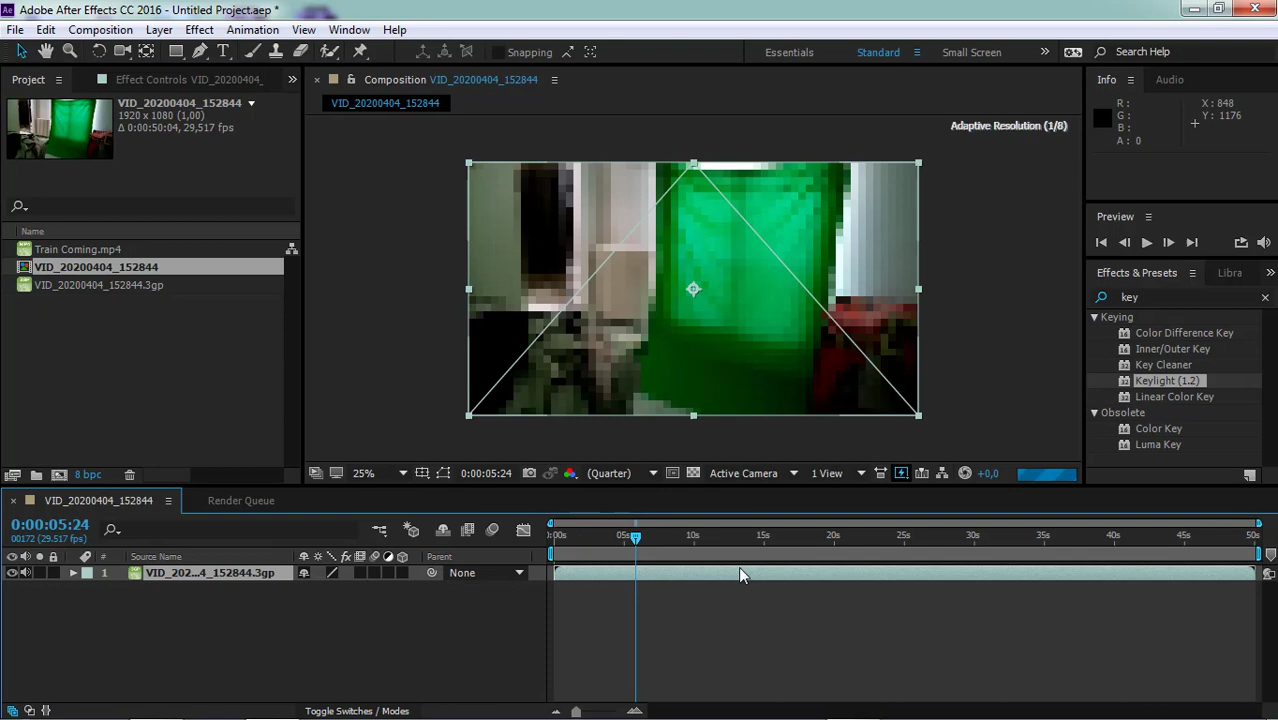 Ae Adobe After Effects CC 2016 - Untitled Project.aep *
File Edit Composition Layer Effect Animation View Window Help
Snapping Essentials Standard Small Screen Search Help
Project Effect Controls VID_20200404_ Composition VID_20200404_152844 Info Audio
VID_20200404_152844
1920 x 1080 (1,00)
Δ 0:00:50:04, 29,517 fps
VID_20200404_152844
Adaptive Resolution (1/8)
R :
G :
B :
A : 0
X : 848
Y : 1176
Preview
Name
Train Coming.mp4
VID_20200404_152844
VID_20200404_152844.3gp
Effects & Presets Libra
key
Keying
Color Difference Key
Inner/Outer Key
Key Cleaner
Keylight (1.2)
Linear Color Key
Obsolete
Color Key
Luma Key
8 bpc 25% 0:00:05:24 (Quarter) Active Camera 1 View +0,0
VID_20200404_152844 Render Queue
0:00:05:24
00172 (29.517 fps)
:00s 05s 10s 15s 20s 25s 30s 35s 40s 45s 50s
# Source Name fx Parent
1 VID_202...4_152844.3gp None
Toggle Switches / Modes